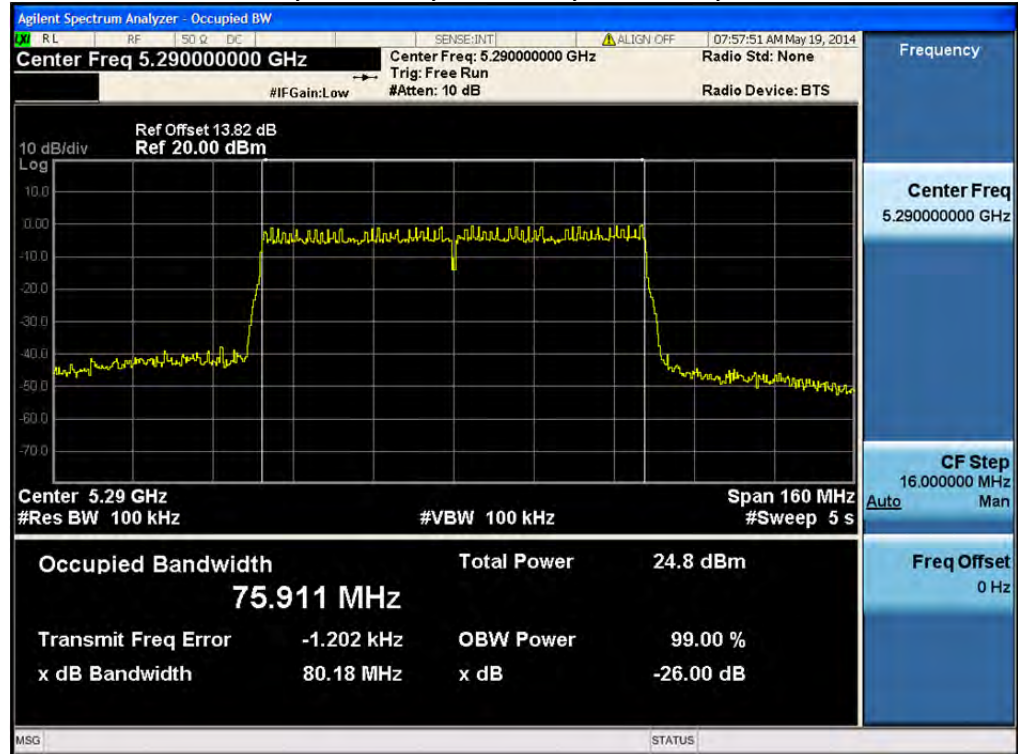 Agilent Spectrum Analyzer - Occupied BW
LXI RL RF 50 Ω DC SENSE:INT ALIGN OFF 07:57:51 AM May 19, 2014
Center Freq 5.290000000 GHz
Center Freq: 5.290000000 GHz Radio Std: None
Trig: Free Run
#IFGain:Low #Atten: 10 dB Radio Device: BTS
Frequency
Ref Offset 13.82 dB
10 dB/div Ref 20.00 dBm
Log
10.0
0.00
-10.0
-20.0
-30.0
-40.0
-50.0
-60.0
-70.0
Center 5.29 GHz Span 160 MHz
#Res BW 100 kHz #VBW 100 kHz #Sweep 5 s
Center Freq
5.290000000 GHz
CF Step
16.000000 MHz
Auto Man
Freq Offset
0 Hz
Occupied Bandwidth Total Power 24.8 dBm
75.911 MHz
Transmit Freq Error -1.202 kHz OBW Power 99.00 %
x dB Bandwidth 80.18 MHz x dB -26.00 dB
MSG STATUS